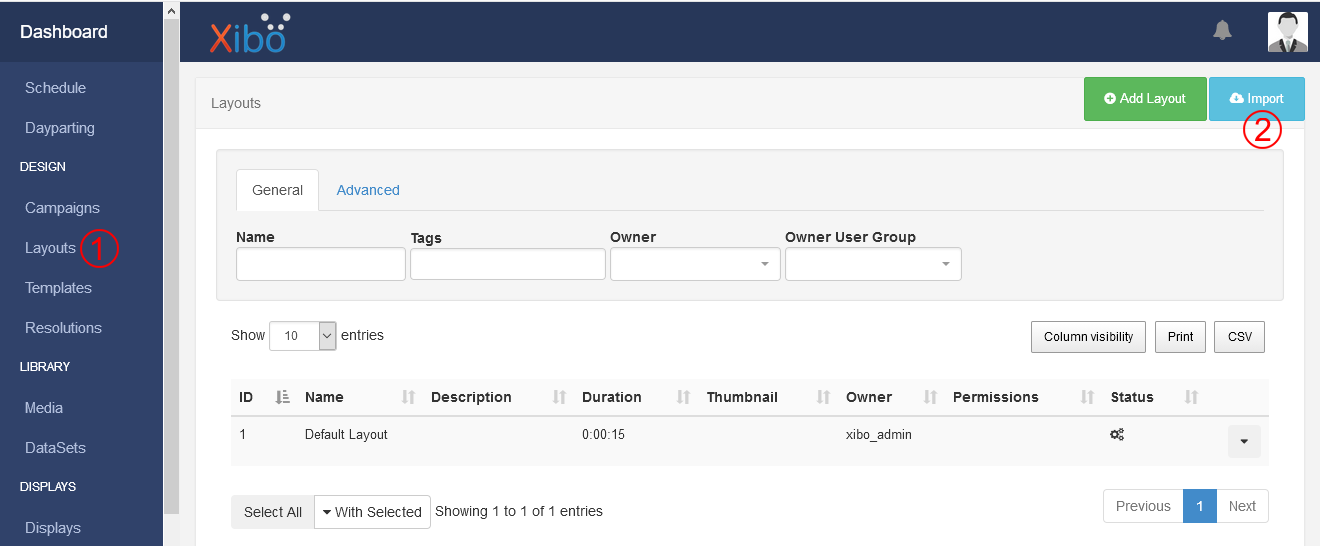 Dashboard
Schedule
Dayparting
DESIGN
Campaigns
Layouts 1
Templates
Resolutions
LIBRARY
Media
DataSets
DISPLAYS
Displays
Xibo
Layouts
Add Layout Import
2
General Advanced
Name Tags Owner Owner User Group
Show 10 entries
Column visibility Print CSV
ID Name Description Duration Thumbnail Owner Permissions Status
1 Default Layout 0:00:15 xibo_admin
Select All With Selected Showing 1 to 1 of 1 entries
Previous 1 Next